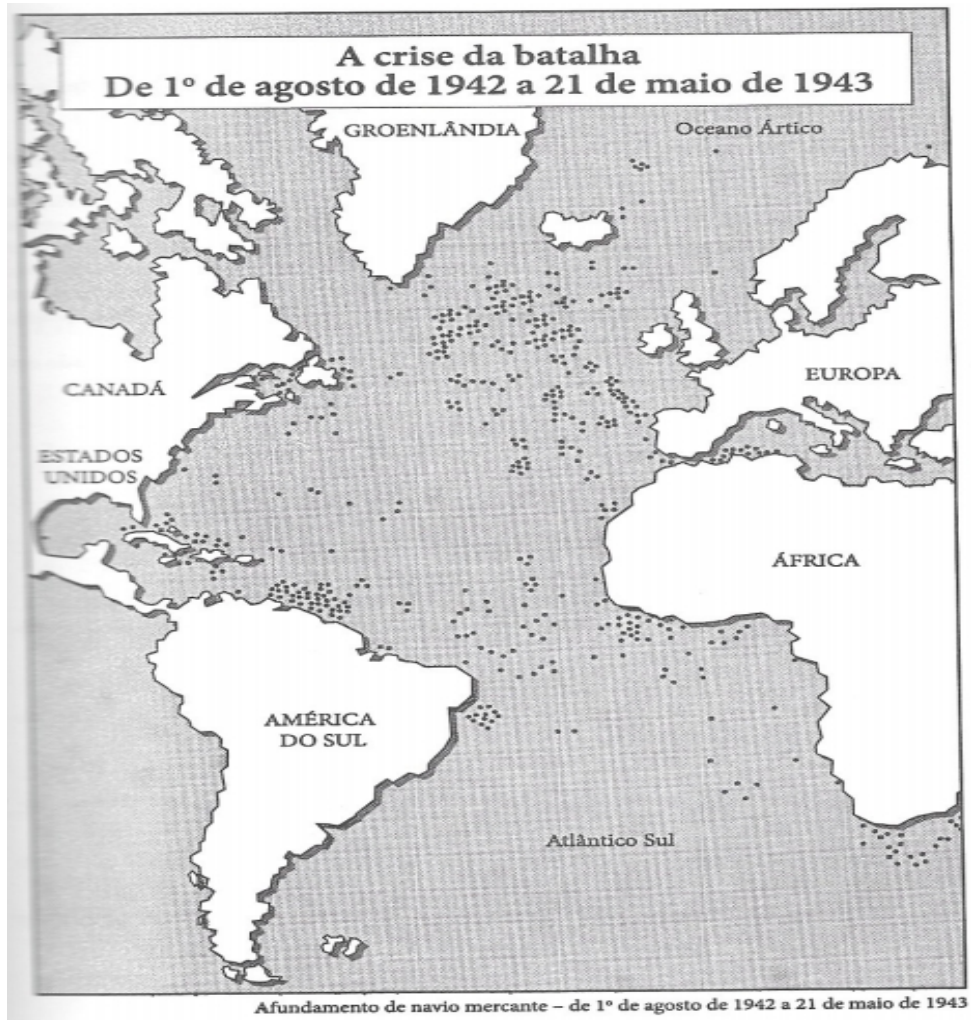 A crise da batalha
De 1º de agosto de 1942 a 21 de maio de 1943
GROENLÂNDIA
Oceano Ártico
CANADÁ
EUROPA
ESTADOS
UNIDOS
ÁFRICA
AMÉRICA
DO SUL
Atlântico Sul
Afundamento de navio mercante – de 1º de agosto de 1942 a 21 de maio de 1943